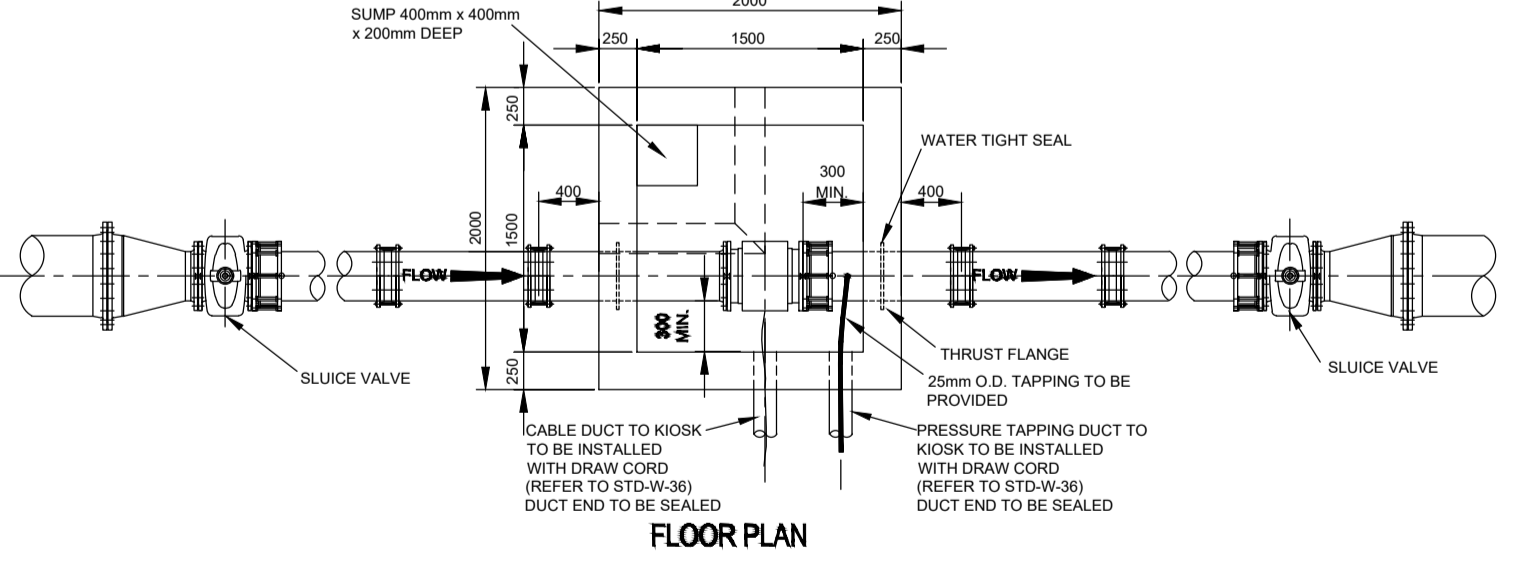 2000
SUMP 400mm x 400mm
x 200mm DEEP
250
1500
250
250
WATER TIGHT SEAL
300
MIN.
400
400
2000
1500
FLOW
FLOW
300
MIN.
THRUST FLANGE
SLUICE VALVE
SLUICE VALVE
250
25mm O.D. TAPPING TO BE
PROVIDED
CABLE DUCT TO KIOSK
TO BE INSTALLED
WITH DRAW CORD
(REFER TO STD-W-36)
DUCT END TO BE SEALED
PRESSURE TAPPING DUCT TO
KIOSK TO BE INSTALLED
WITH DRAW CORD
(REFER TO STD-W-36)
DUCT END TO BE SEALED
FLOOR PLAN